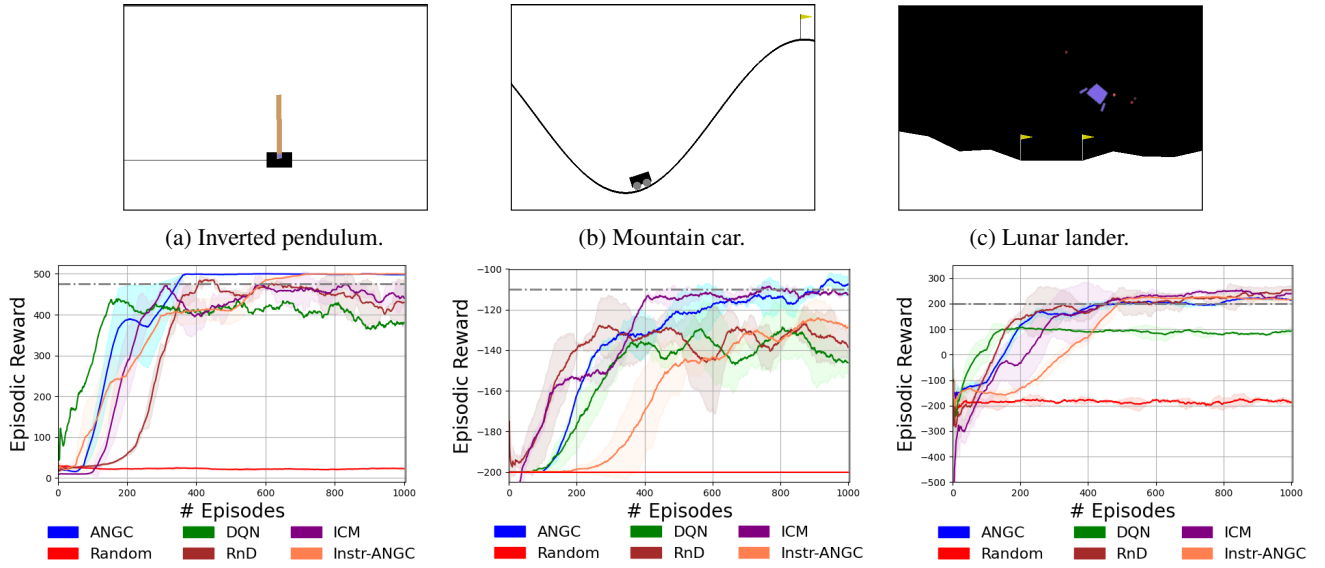 (a) Inverted pendulum.
(b) Mountain car.
(c) Lunar lander.
Episodic Reward
500
400
300
200
100
0
0 200 400 600 800 1000
# Episodes
ANGC DQN ICM
Random RnD Instr-ANGC
Episodic Reward
−100
−120
−140
−160
−180
−200
0 200 400 600 800 1000
# Episodes
ANGC DQN ICM
Random RnD Instr-ANGC
Episodic Reward
300
200
100
0
−100
−200
−300
−400
−500
0 200 400 600 800 1000
# Episodes
ANGC DQN ICM
Random RnD Instr-ANGC